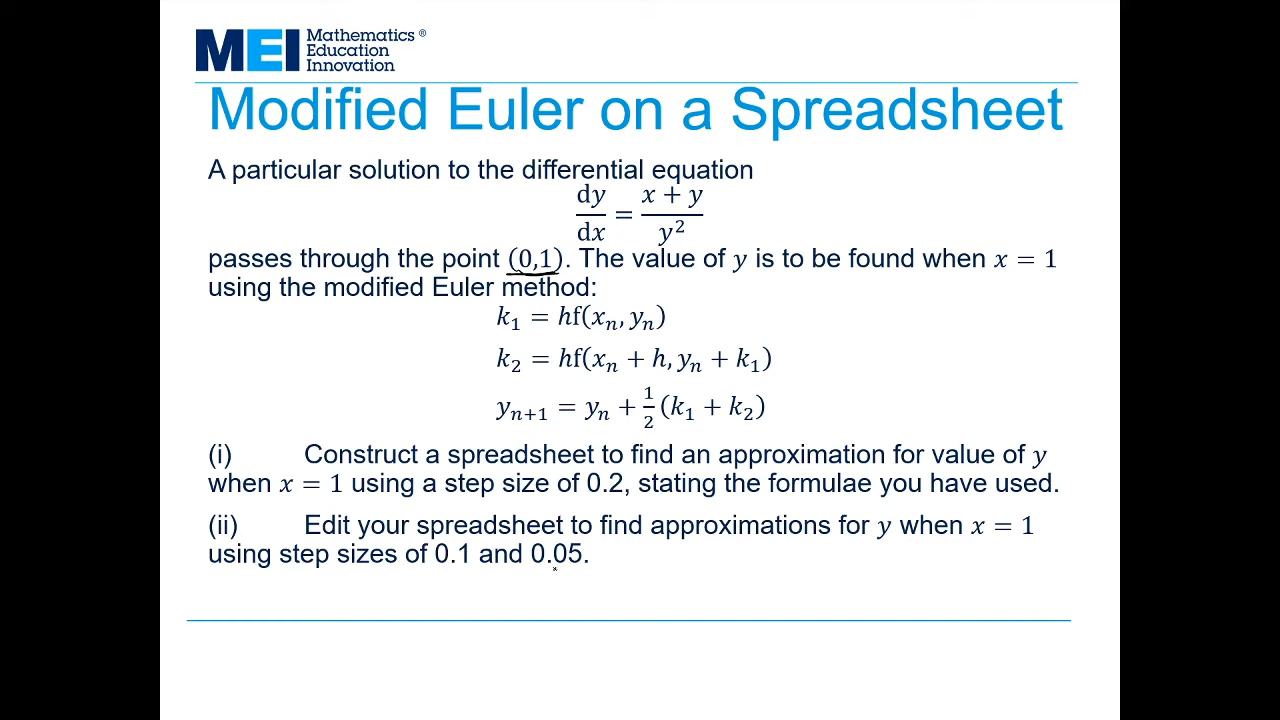 MEI Mathematics ®
Education
Innovation
Modified Euler on a Spreadsheet
A particular solution to the differential equation
dy/dx = (x + y)/y²
passes through the point (0,1). The value of y is to be found when x = 1
using the modified Euler method:
k₁ = hf(xₙ, yₙ)
k₂ = hf(xₙ + h, yₙ + k₁)
yₙ₊₁ = yₙ + ½(k₁ + k₂)
(i) Construct a spreadsheet to find an approximation for value of y
when x = 1 using a step size of 0.2, stating the formulae you have used.
(ii) Edit your spreadsheet to find approximations for y when x = 1
using step sizes of 0.1 and 0.05.